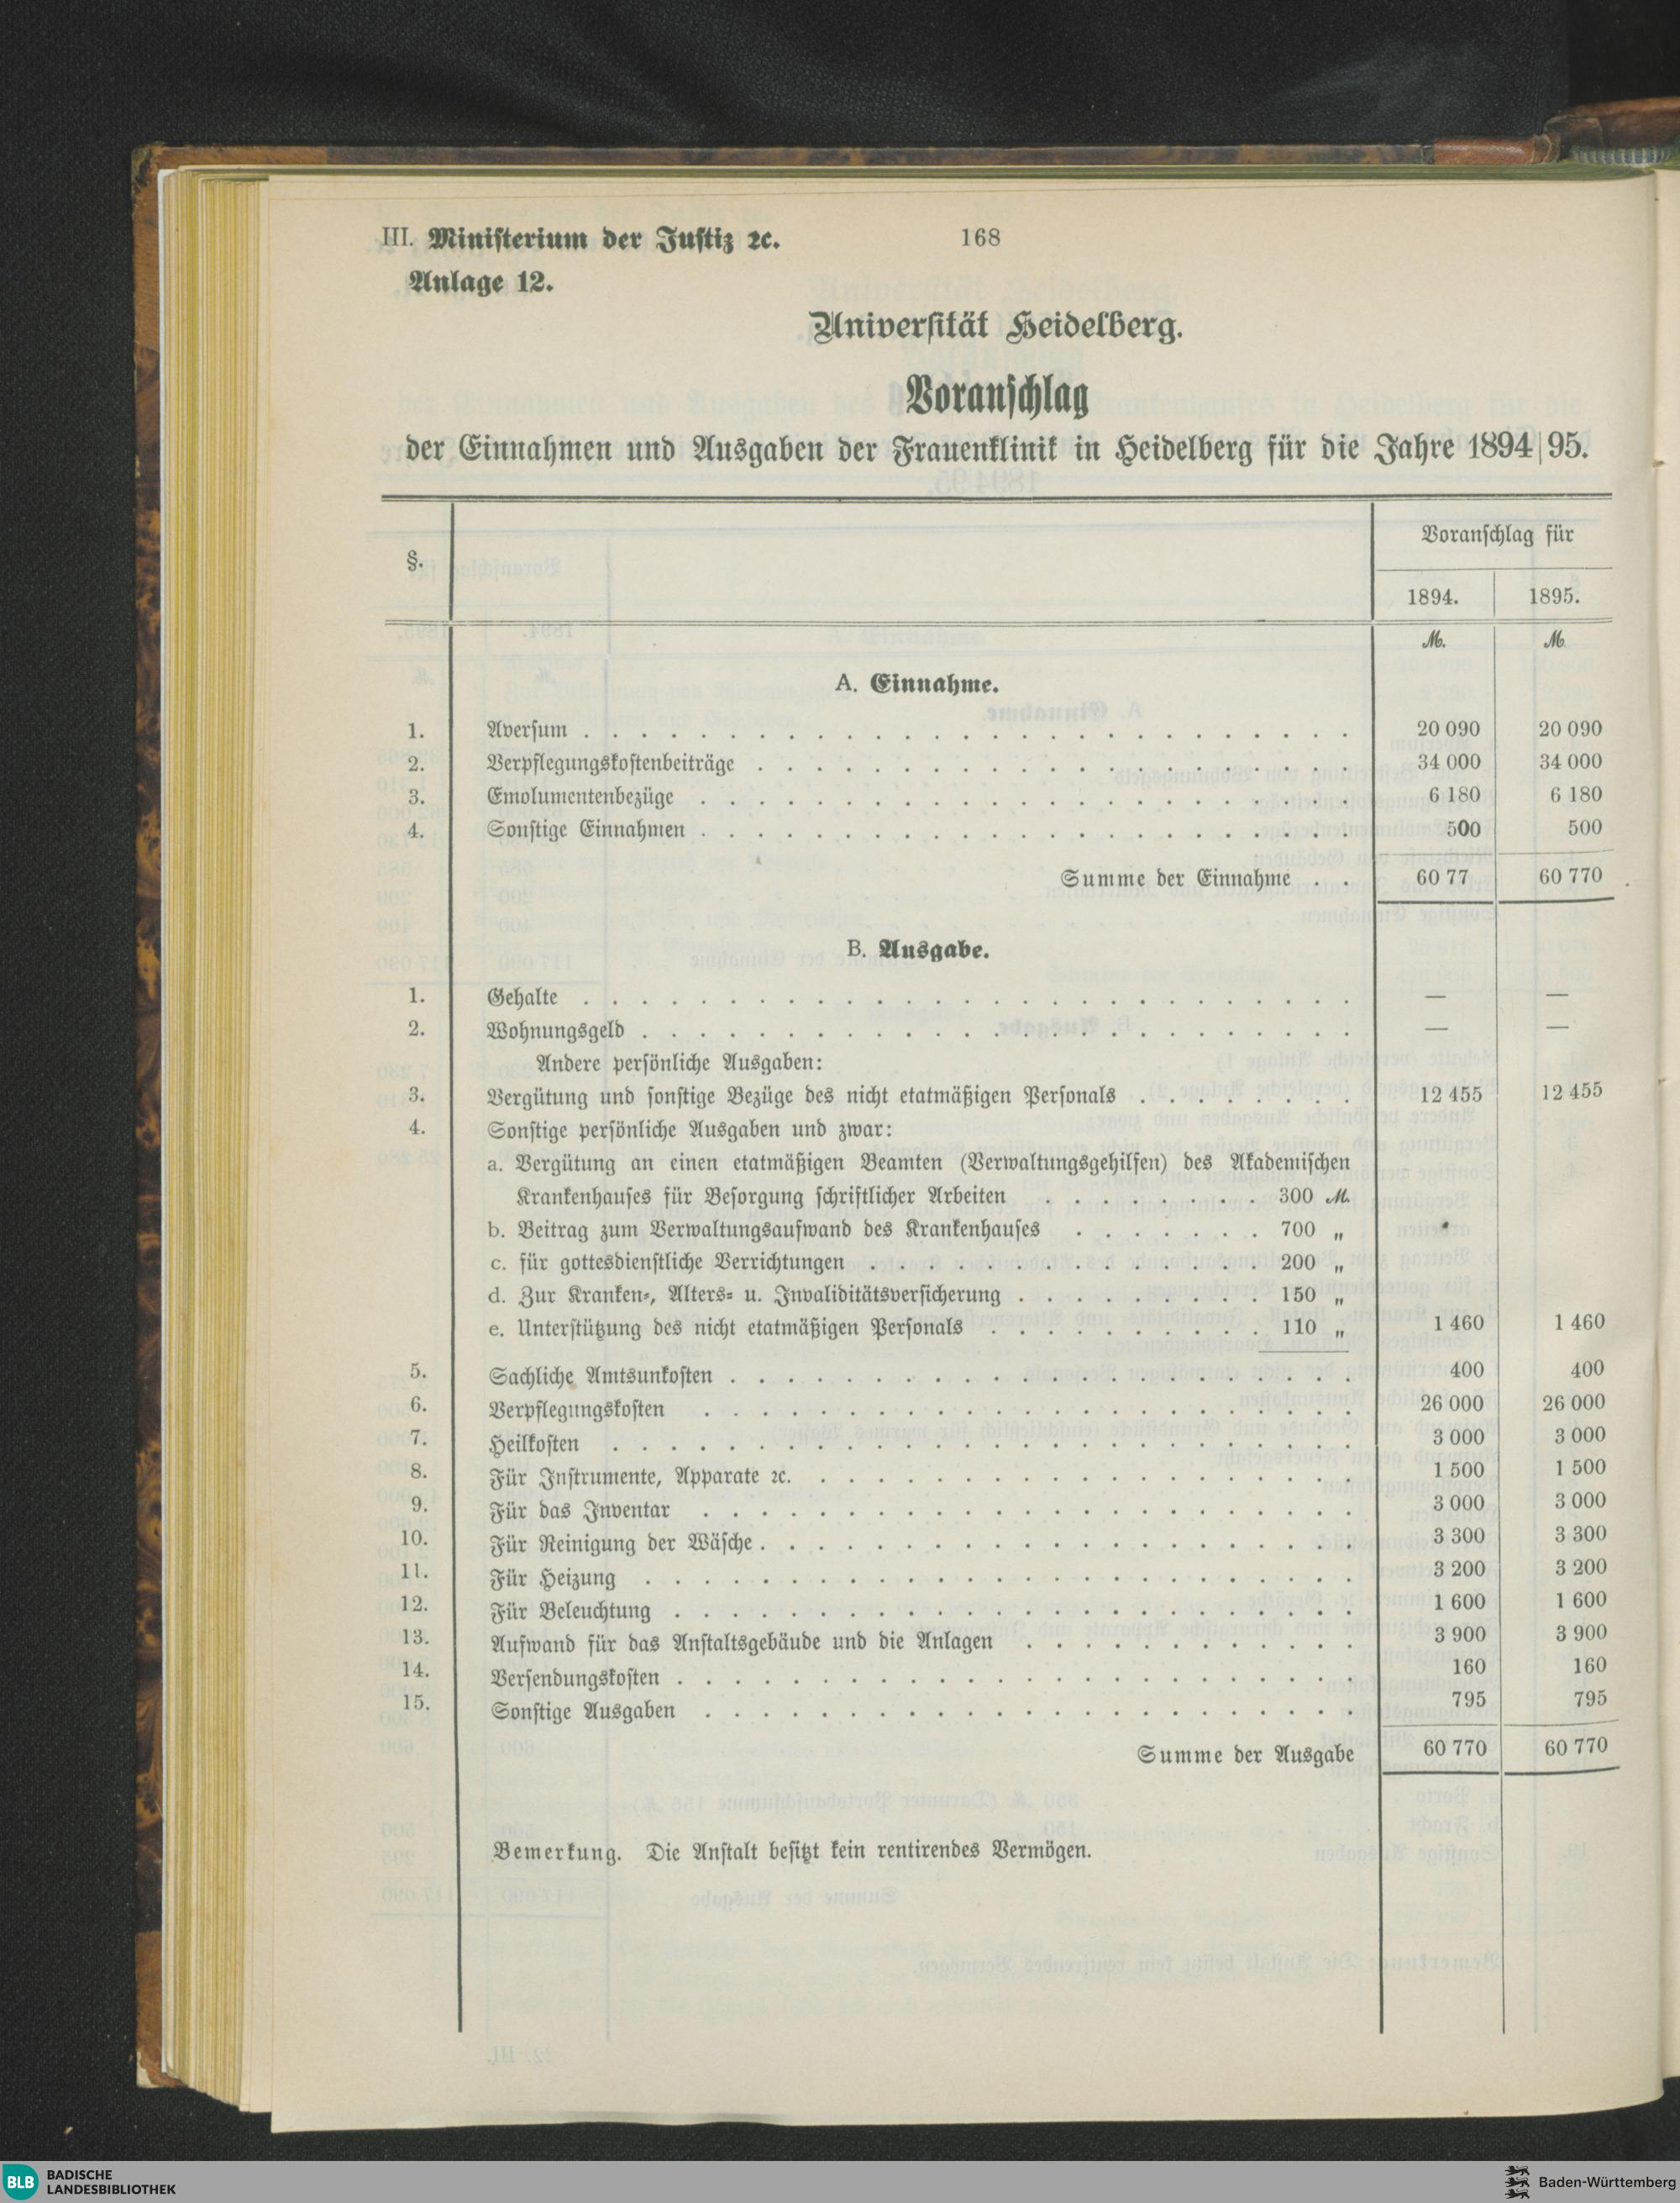 III. Ministerium der Justiz ꝛc. 168
Anlage 12.
Universität Heidelberg.
Voranschlag
der Einnahmen und Ausgaben der Frauenklinik in Heidelberg für die Jahre 1894|95.
§. Voranschlag für
1894. 1895.
ℳ. ℳ
A. Einnahme.
1. Aversum . . . 20 090 20 090
2. Verpflegungskostenbeiträge . . . 34 000 34 000
3. Emolumentenbezüge . . . 6 180 6 180
4. Sonstige Einnahmen . . . 500 500
Summe der Einnahme . . 60 77 60 770
B. Ausgabe.
1. Gehalte . . . — —
2. Wohnungsgeld . . . — —
Andere persönliche Ausgaben:
3. Vergütung und sonstige Bezüge des nicht etatmäßigen Personals . . . 12 455 12 455
4. Sonstige persönliche Ausgaben und zwar:
a. Vergütung an einen etatmäßigen Beamten (Verwaltungsgehilfen) des Akademischen
Krankenhauses für Besorgung schriftlicher Arbeiten . . . 300 ℳ
b. Beitrag zum Verwaltungsaufwand des Krankenhauses . . . 700 „
c. für gottesdienstliche Verrichtungen . . . 200 „
d. Zur Kranken-, Alters- u. Invaliditätsversicherung . . . 150 „
e. Unterstützung des nicht etatmäßigen Personals . . . 110 „ 1 460 1 460
5. Sachliche Amtsunkosten . . . 400 400
6. Verpflegungskosten . . . 26 000 26 000
7. Heilkosten . . . 3 000 3 000
8. Für Instrumente, Apparate ꝛc. . . . 1 500 1 500
9. Für das Inventar . . . 3 000 3 000
10. Für Reinigung der Wäsche . . . 3 300 3 300
11. Für Heizung . . . 3 200 3 200
12. Für Beleuchtung . . . 1 600 1 600
13. Aufwand für das Anstaltsgebäude und die Anlagen . . . 3 900 3 900
14. Versendungskosten . . . 160 160
15. Sonstige Ausgaben . . . 795 795
Summe der Ausgabe 60 770 60 770
Bemerkung. Die Anstalt besitzt kein rentirendes Vermögen.
BLB BADISCHE
LANDESBIBLIOTHEK
Baden-Württemberg